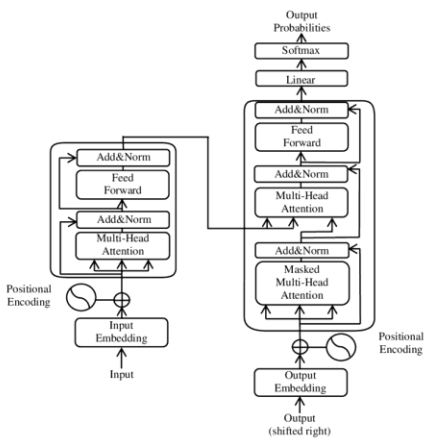 Output
Probabilities
Softmax
Linear
Add&Norm
Feed
Forward
Add&Norm
Multi-Head
Attention
Add&Norm
Masked
Multi-Head
Attention
Positional
Encoding
Output
Embedding
Output
(shifted right)
Add&Norm
Feed
Forward
Add&Norm
Multi-Head
Attention
Positional
Encoding
Input
Embedding
Input